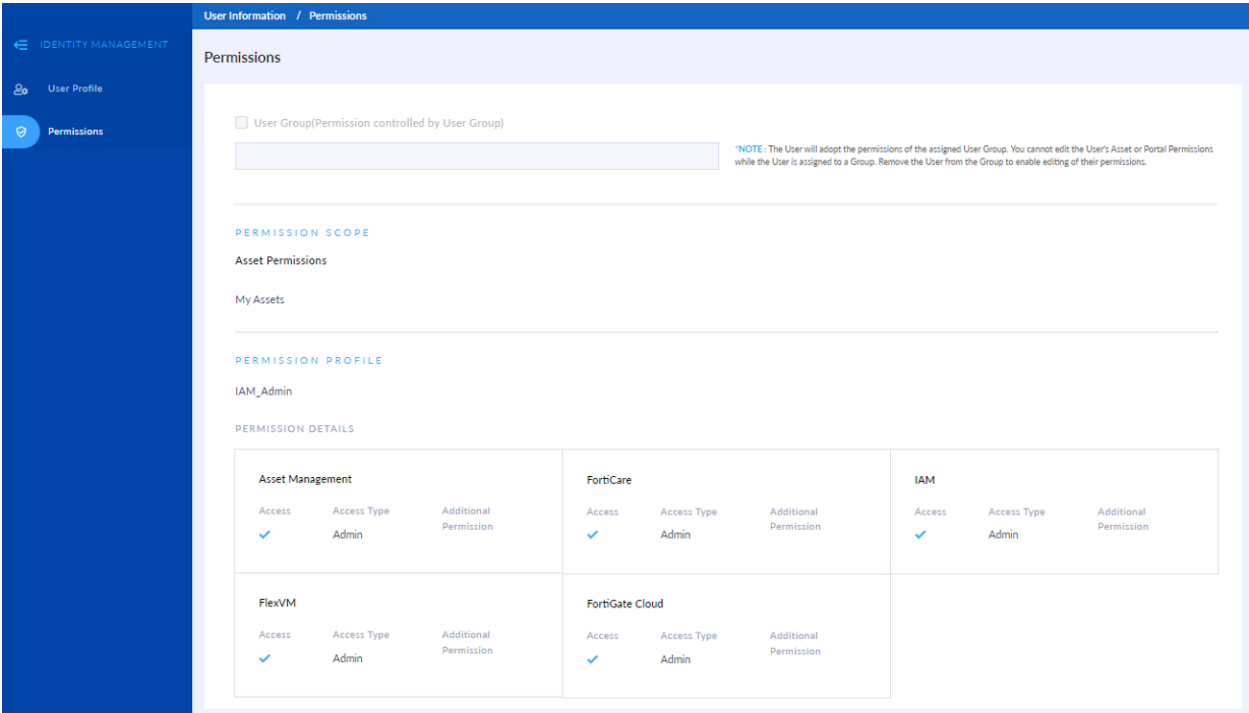 User Information / Permissions
IDENTITY MANAGEMENT
User Profile
Permissions
Permissions
User Group(Permission controlled by User Group)
*NOTE : The User will adopt the permissions of the assigned User Group. You cannot edit the User's Asset or Portal Permissions
while the User is assigned to a Group. Remove the User from the Group to enable editing of their permissions.
PERMISSION SCOPE
Asset Permissions
My Assets
PERMISSION PROFILE
IAM_Admin
PERMISSION DETAILS
Asset Management
Access Access Type Additional
Permission
Admin
FortiCare
Access Access Type Additional
Permission
Admin
IAM
Access Access Type Additional
Permission
Admin
FlexVM
Access Access Type Additional
Permission
Admin
FortiGate Cloud
Access Access Type Additional
Permission
Admin